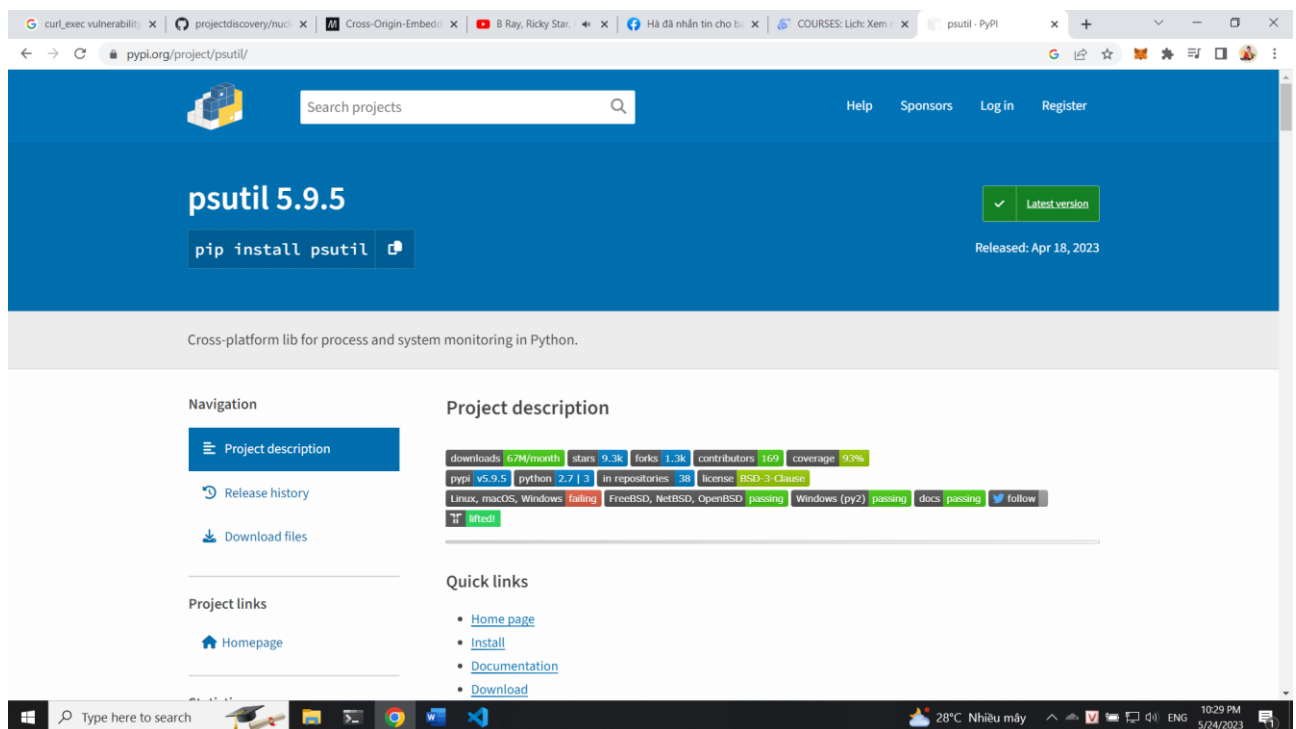 curl_exec vulnerability
projectdiscovery/nucl
Cross-Origin-Embedd
B Ray, Ricky Star,
Hà đã nhắn tin cho bạ
COURSES: Lịch: Xem
psutil · PyPI
pypi.org/project/psutil/
Search projects
Help Sponsors Log in Register
psutil 5.9.5
Latest version
pip install psutil
Released: Apr 18, 2023
Cross-platform lib for process and system monitoring in Python.
Navigation
Project description
Release history
Download files
Project links
Homepage
Project description
downloads 67M/month stars 9.3k forks 1.3k contributors 169 coverage 93%
pypi v5.9.5 python 2.7 | 3 in repositories 38 license BSD-3-Clause
Linux, macOS, Windows failing FreeBSD, NetBSD, OpenBSD passing Windows (py2) passing docs passing follow
lifted!
Quick links
Home page
Install
Documentation
Download
Type here to search
28°C Nhiều mây
ENG
10:29 PM
5/24/2023